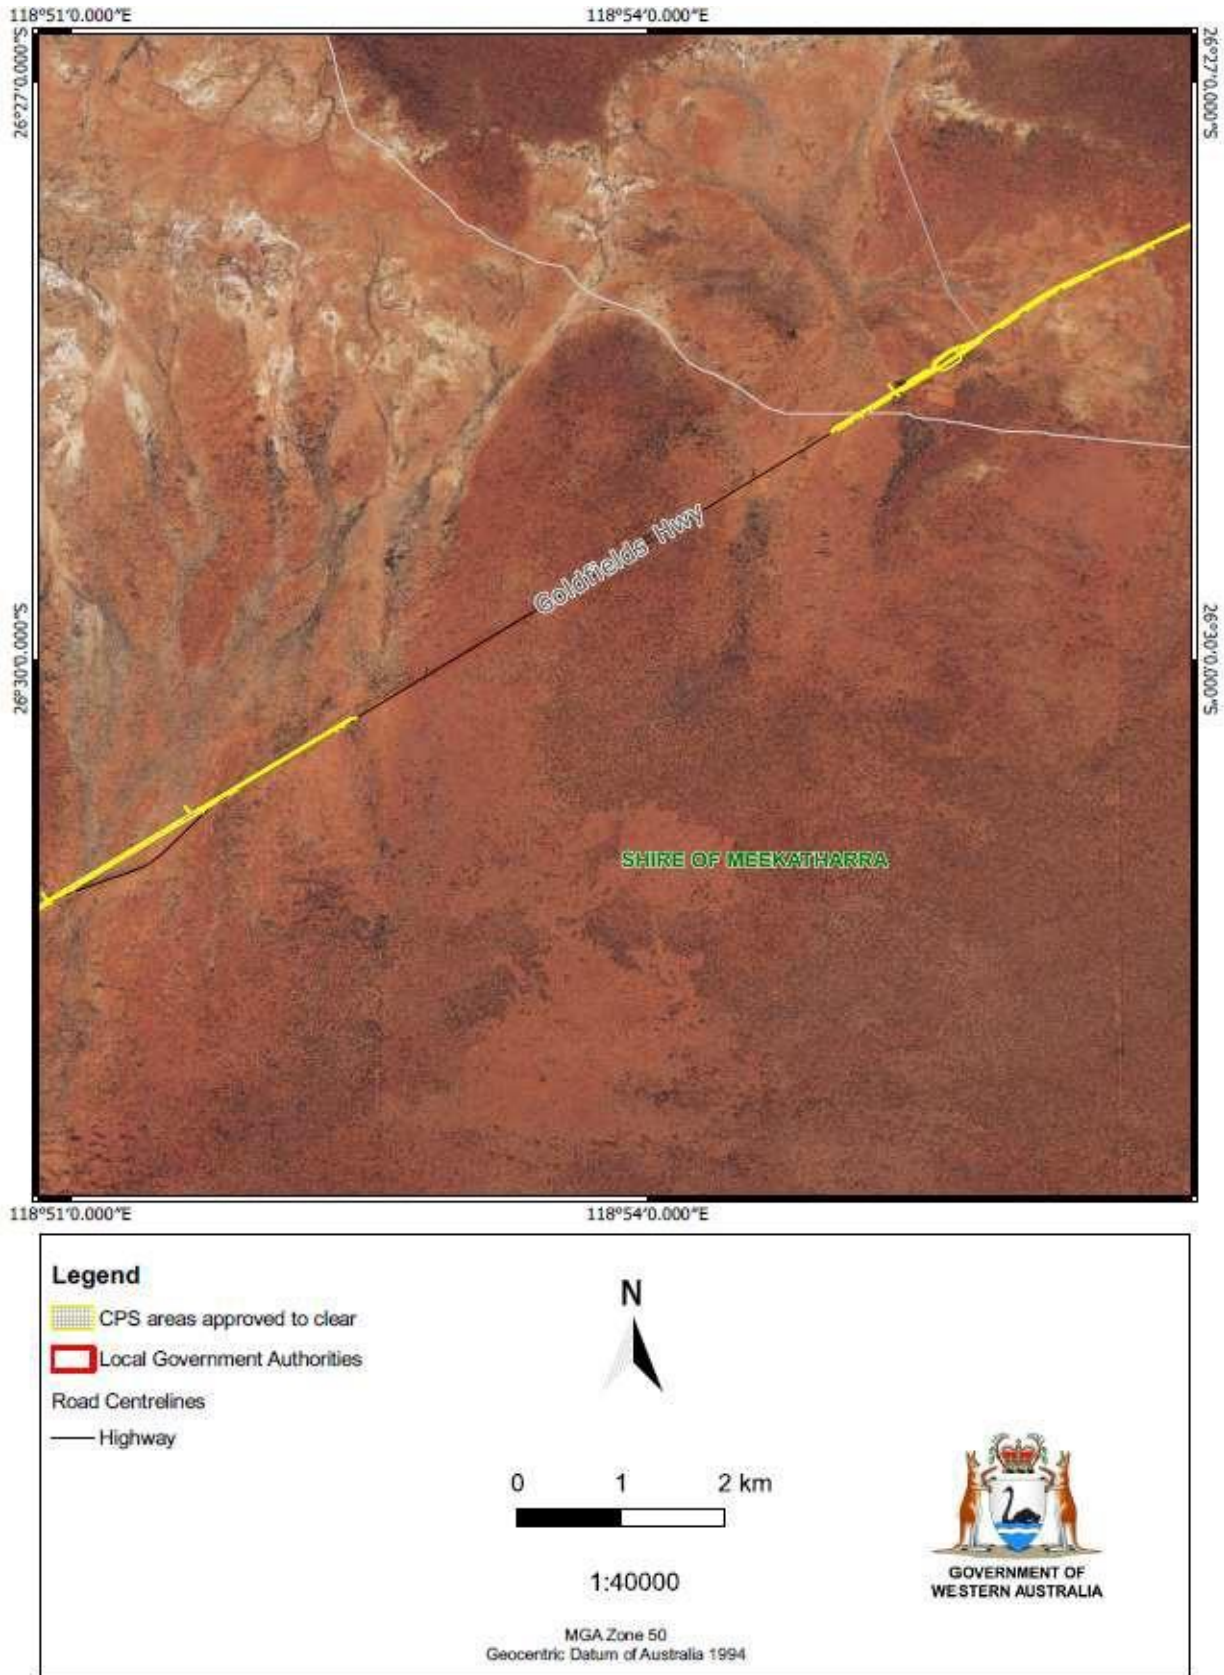 118°51'0.000"E
118°54'0.000"E
26°27'0.000"S
26°27'0.000"S
Goldfields Hwy
26°30'0.000"S
26°30'0.000"S
SHIRE OF MEEKATHARRA
118°51'0.000"E
118°54'0.000"E
Legend
CPS areas approved to clear
Local Government Authorities
Road Centrelines
Highway
N
0 1 2 km
1:40000
MGA Zone 50
Geocentric Datum of Australia 1994
GOVERNMENT OF
WESTERN AUSTRALIA